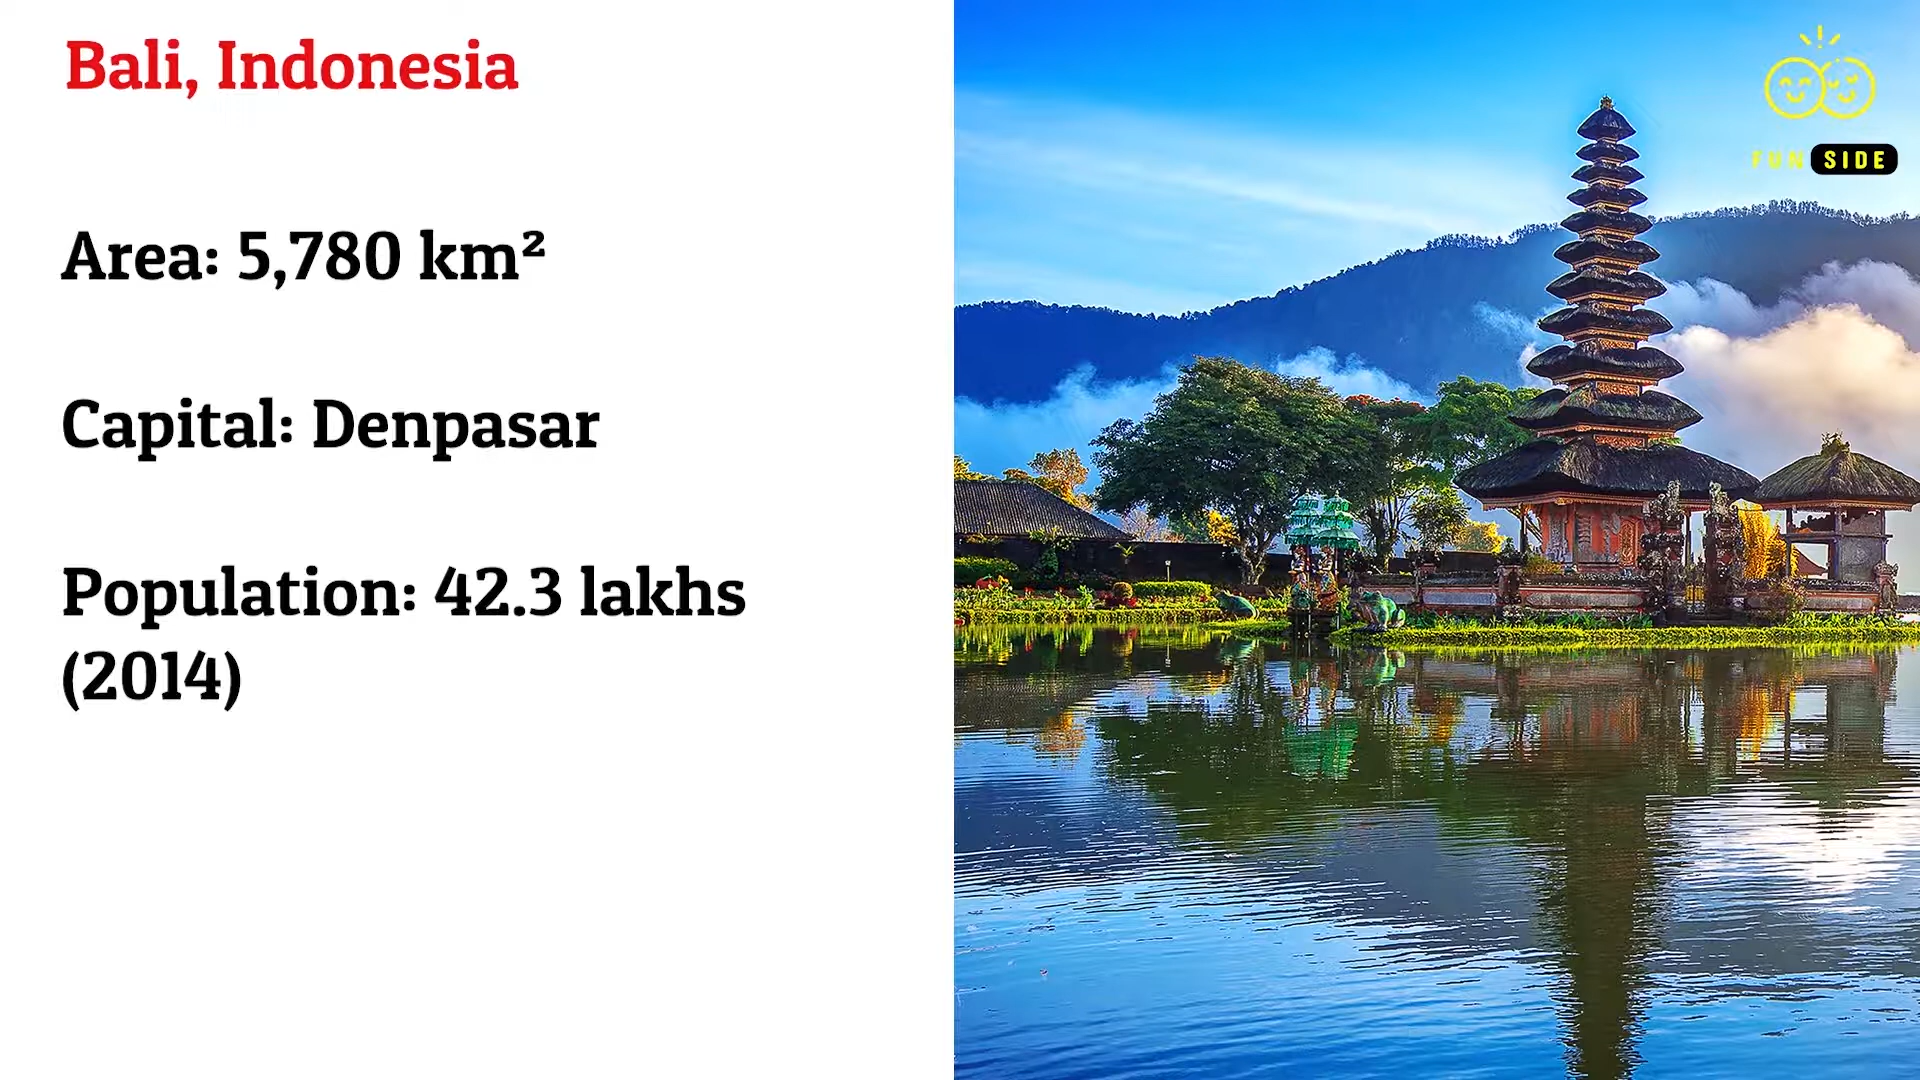 Bali, Indonesia
Area: 5,780 km²
Capital: Denpasar
Population: 42.3 lakhs
(2014)
FUN SIDE